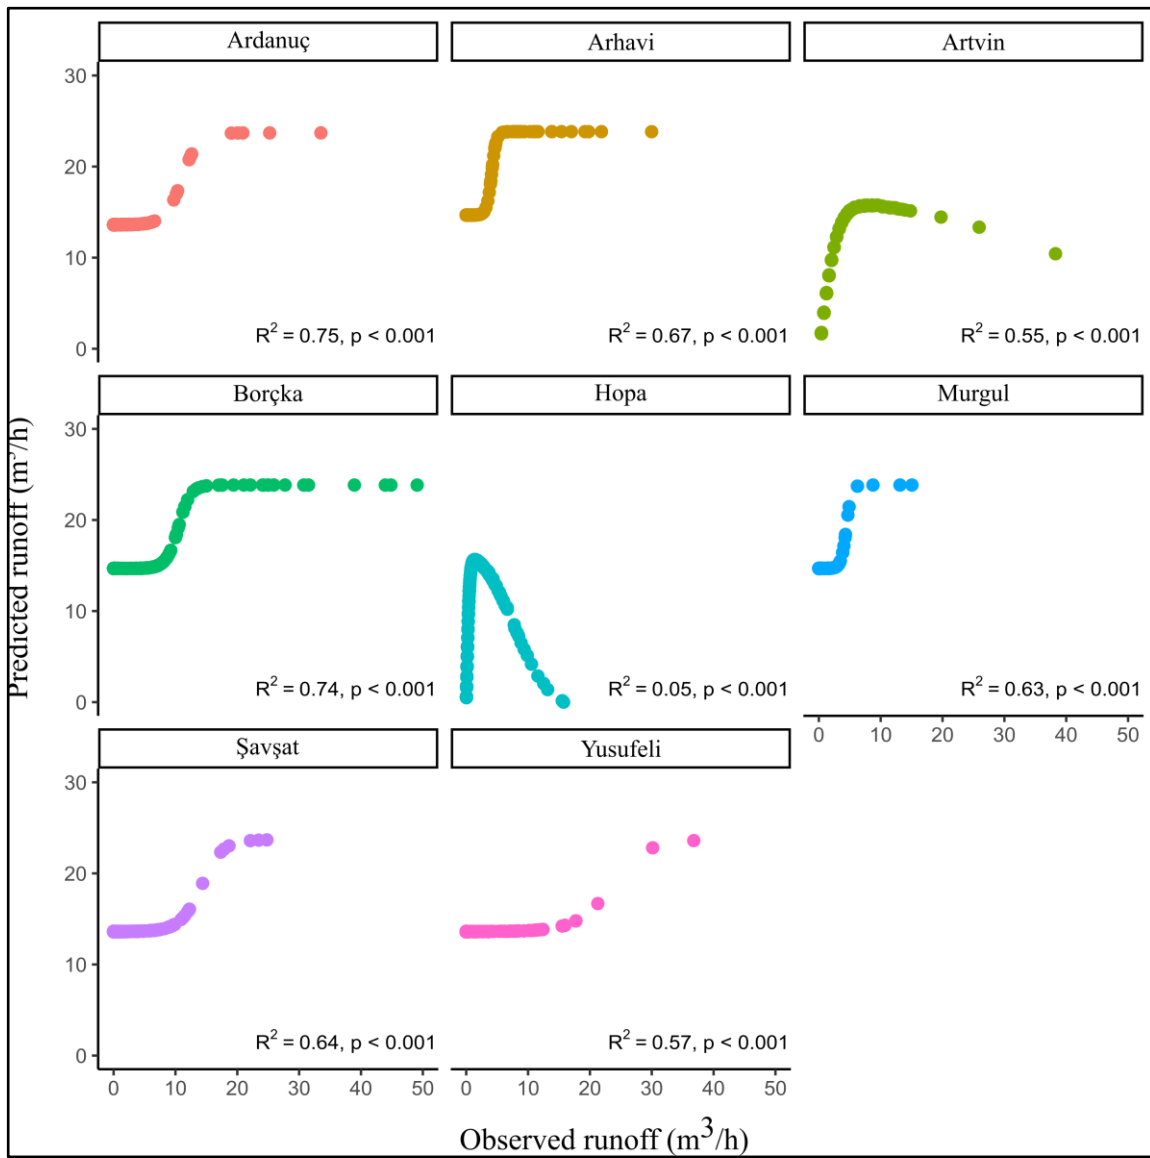 Ardanuç
Arhavi
Artvin
30
20
10
0
R² = 0.75, p < 0.001
R² = 0.67, p < 0.001
R² = 0.55, p < 0.001
Borçka
Hopa
Murgul
30
20
10
0
R² = 0.74, p < 0.001
R² = 0.05, p < 0.001
R² = 0.63, p < 0.001
0 10 20 30 40 50
Şavşat
Yusufeli
30
20
10
0
R² = 0.64, p < 0.001
R² = 0.57, p < 0.001
0 10 20 30 40 50
0 10 20 30 40 50
Predicted runoff (m³/h)
Observed runoff (m³/h)